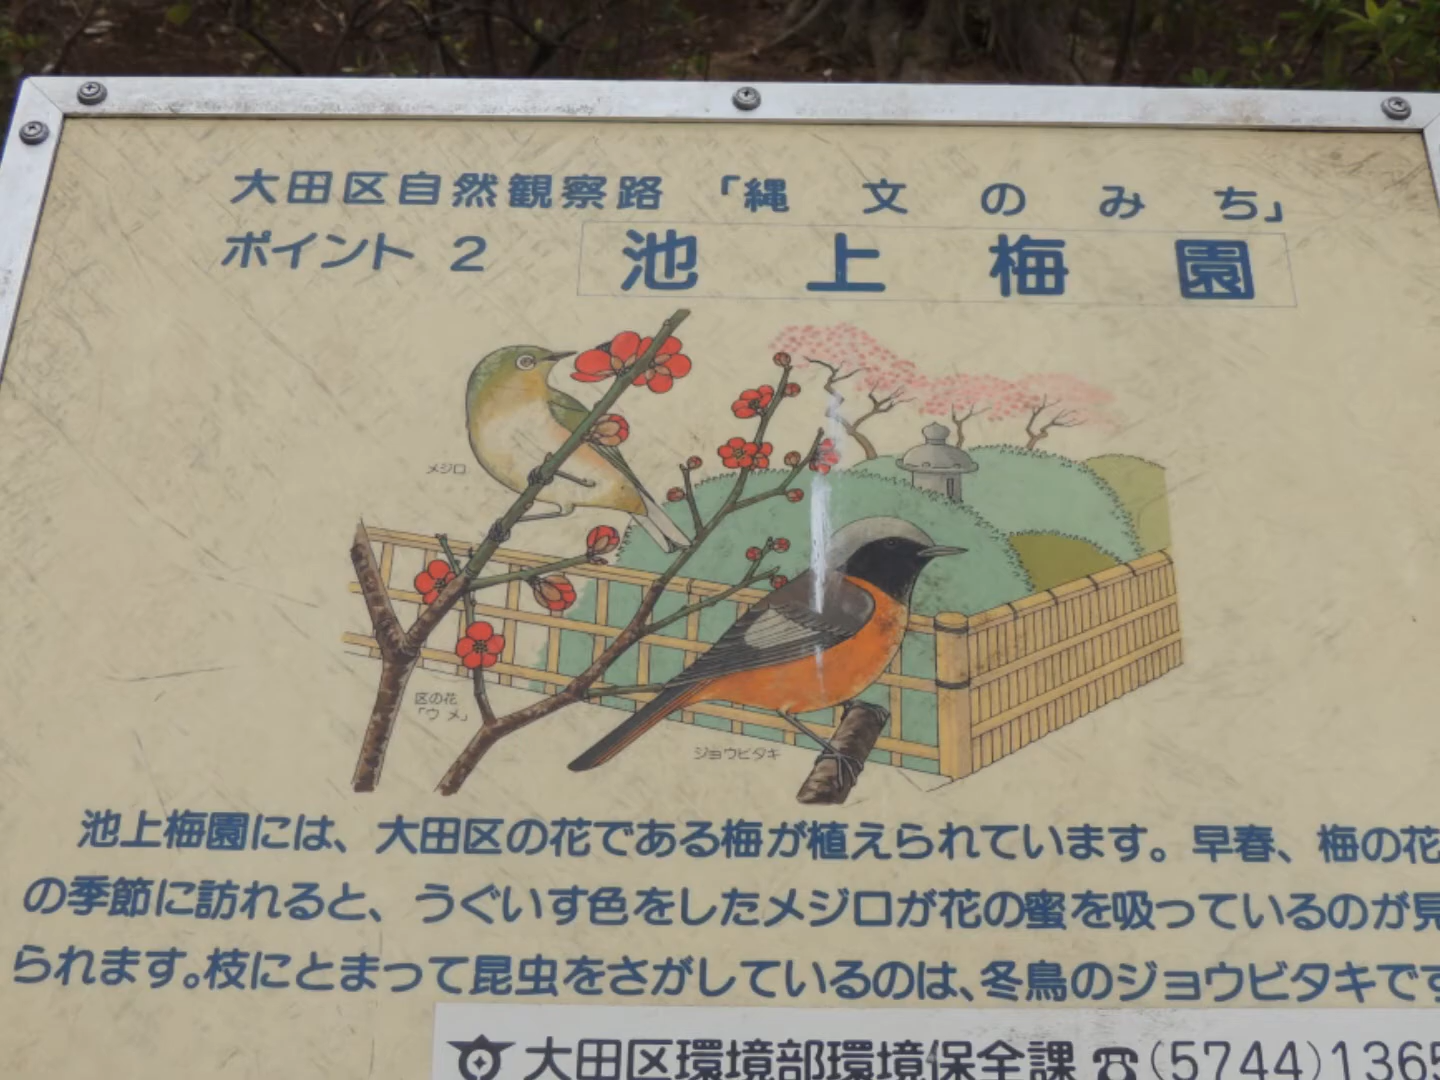 大田区自然観察路 「縄文のみち」
ポイント 2 池上梅園
メジロ
区の花
「ウメ」
ジョウビタキ
池上梅園には、大田区の花である梅が植えられています。早春、梅の花
の季節に訪れると、うぐいす色をしたメジロが花の蜜を吸っているのが見
られます。枝にとまって昆虫をさがしているのは、冬鳥のジョウビタキです
大田区環境部環境保全課 ☎(5744)1365